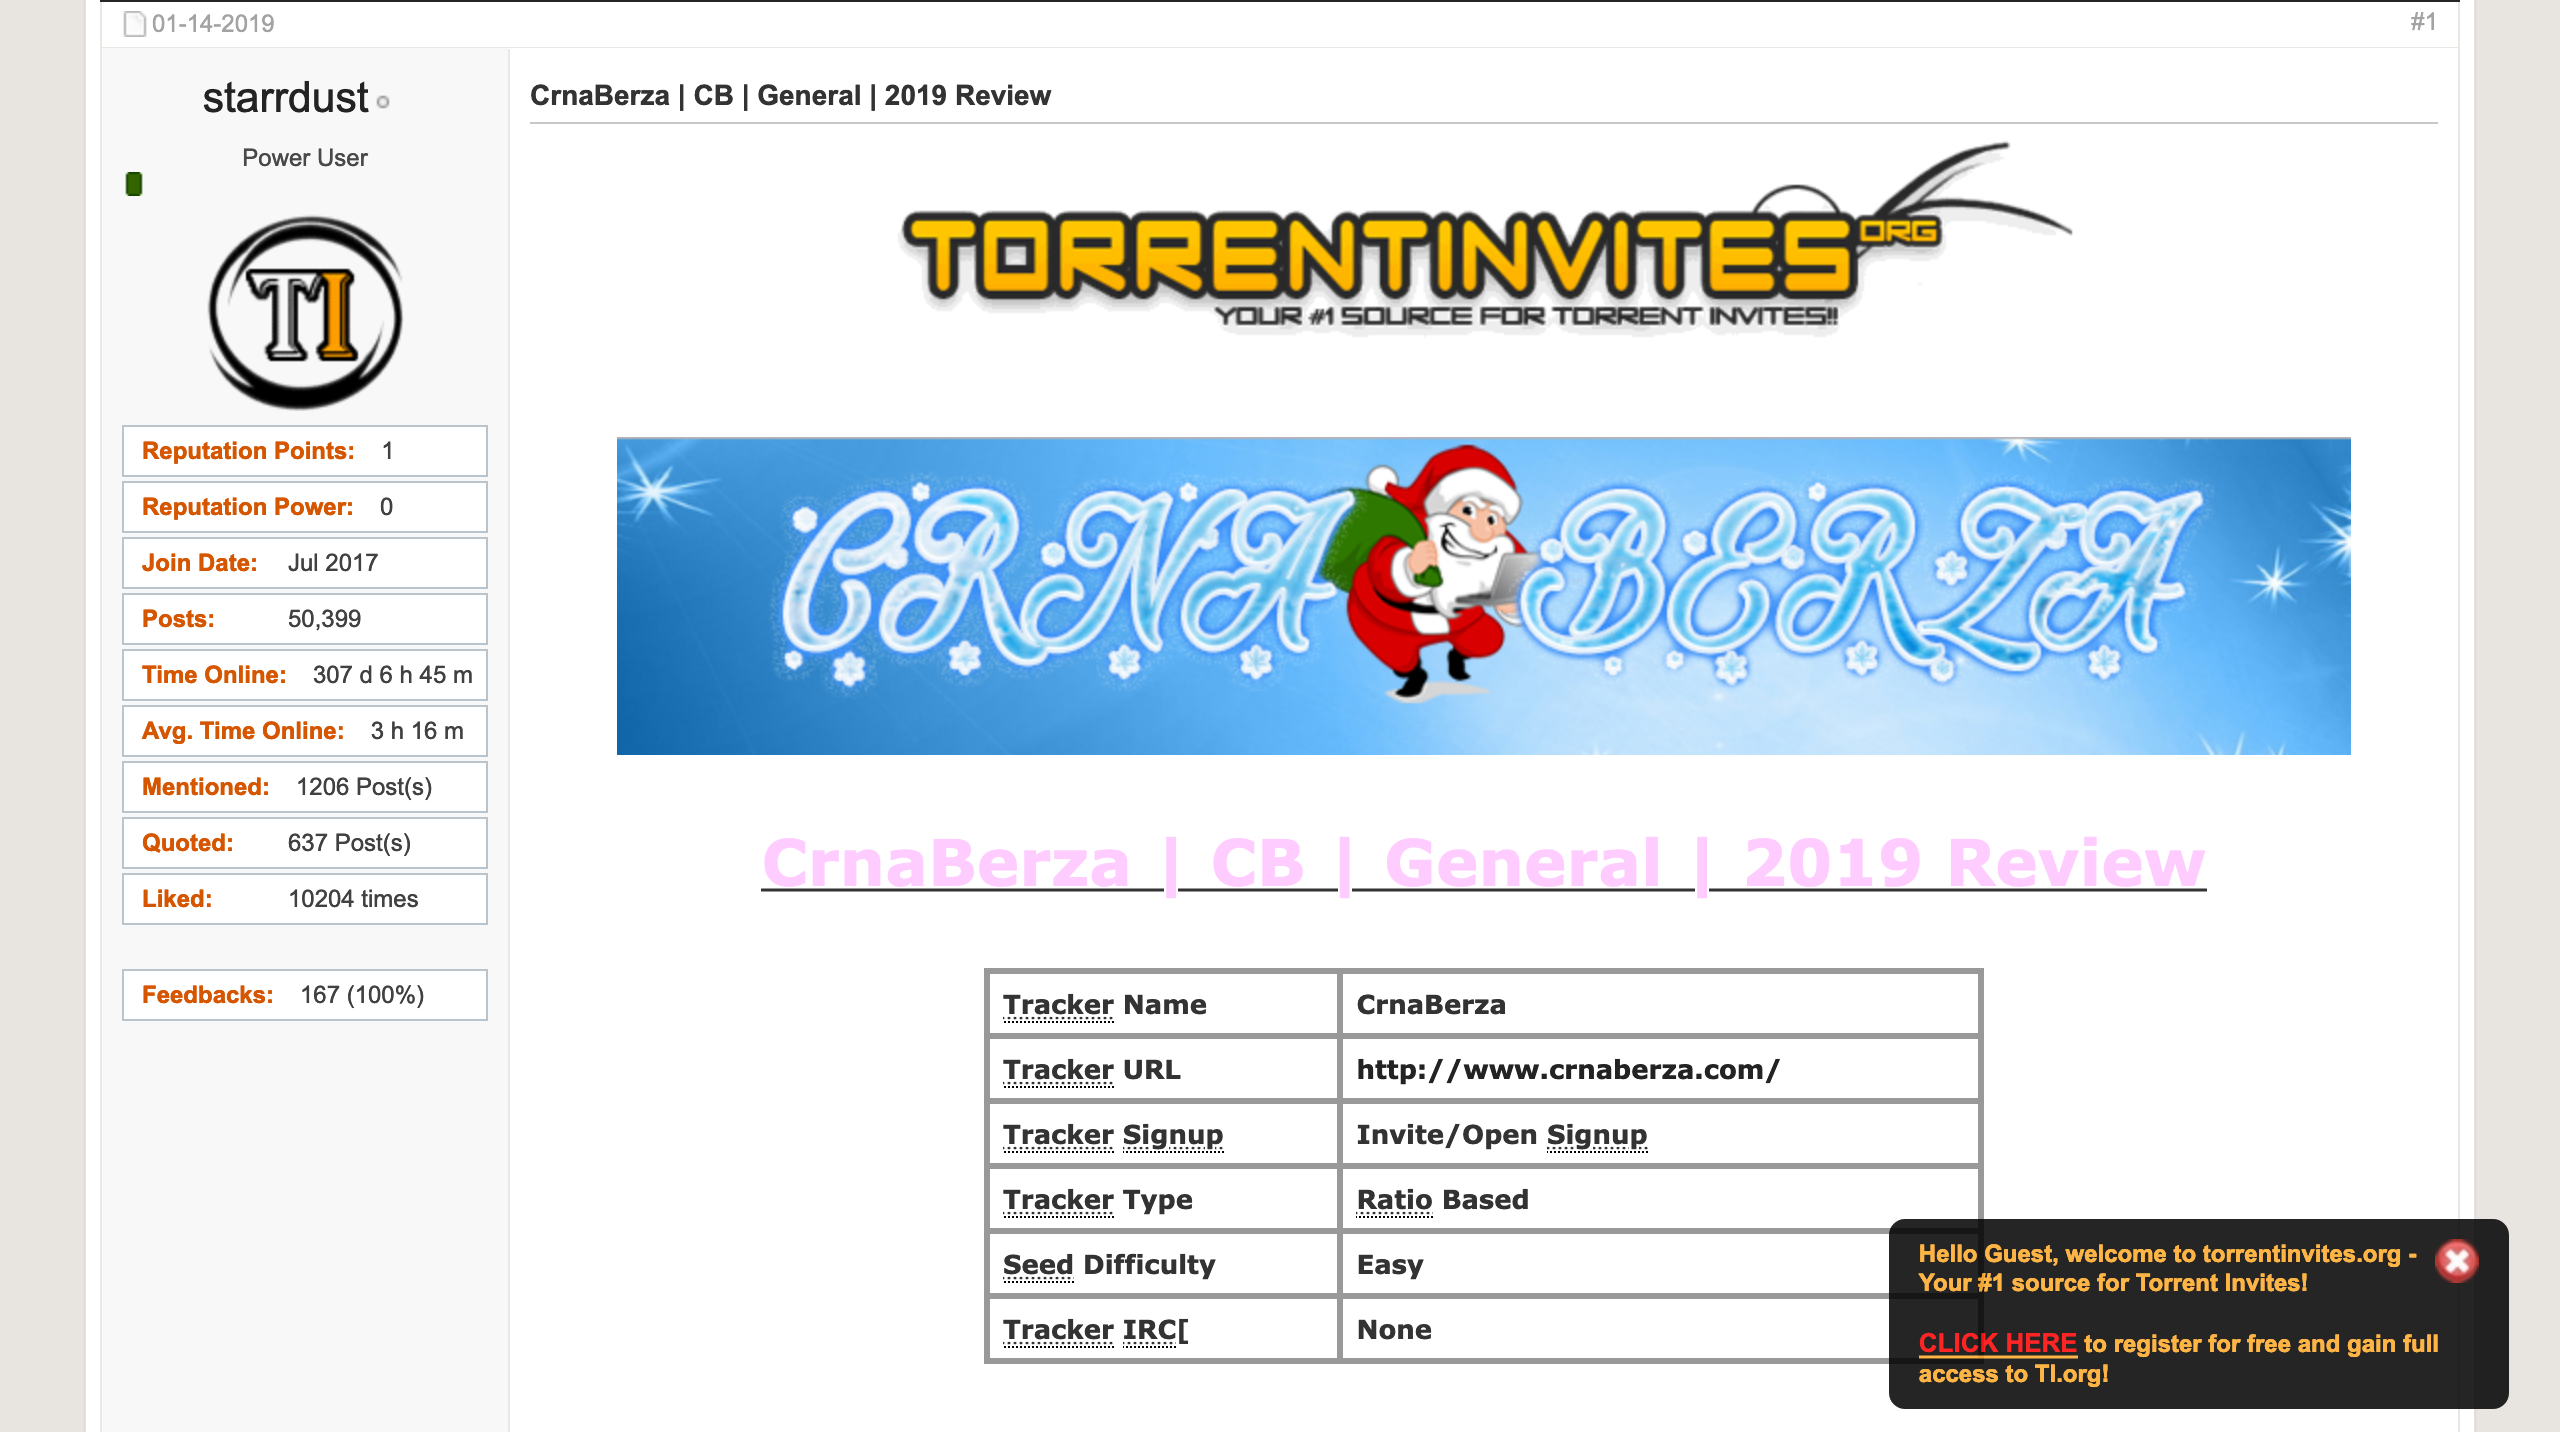 01-14-2019
#1
starrdust
Power User
TI
Reputation Points: 1
Reputation Power: 0
Join Date: Jul 2017
Posts: 50,399
Time Online: 307 d 6 h 45 m
Avg. Time Online: 3 h 16 m
Mentioned: 1206 Post(s)
Quoted: 637 Post(s)
Liked: 10204 times
Feedbacks: 167 (100%)
CrnaBerza | CB | General | 2019 Review
TORRENTINVITES ORG
YOUR #1 SOURCE FOR TORRENT INVITES!!
CRNA BERZA
CrnaBerza | CB | General | 2019 Review
Tracker Name CrnaBerza
Tracker URL http://www.crnaberza.com/
Tracker Signup Invite/Open Signup
Tracker Type Ratio Based
Seed Difficulty Easy
Tracker IRC[ None
Hello Guest, welcome to torrentinvites.org -
Your #1 source for Torrent Invites!
CLICK HERE to register for free and gain full
access to TI.org!